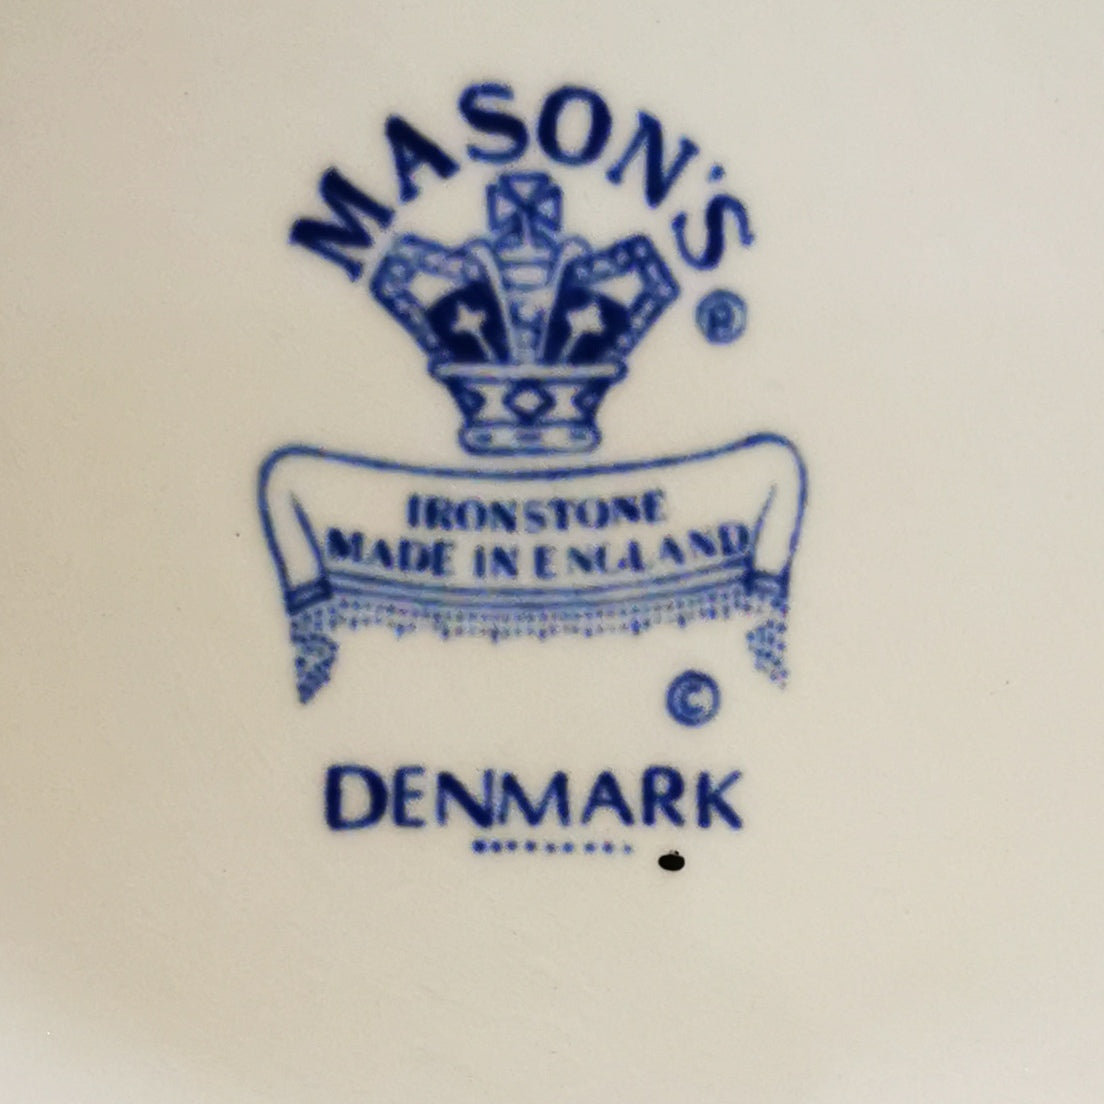 MASON'S ®
IRONSTONE
MADE IN ENGLAND
©
DENMARK